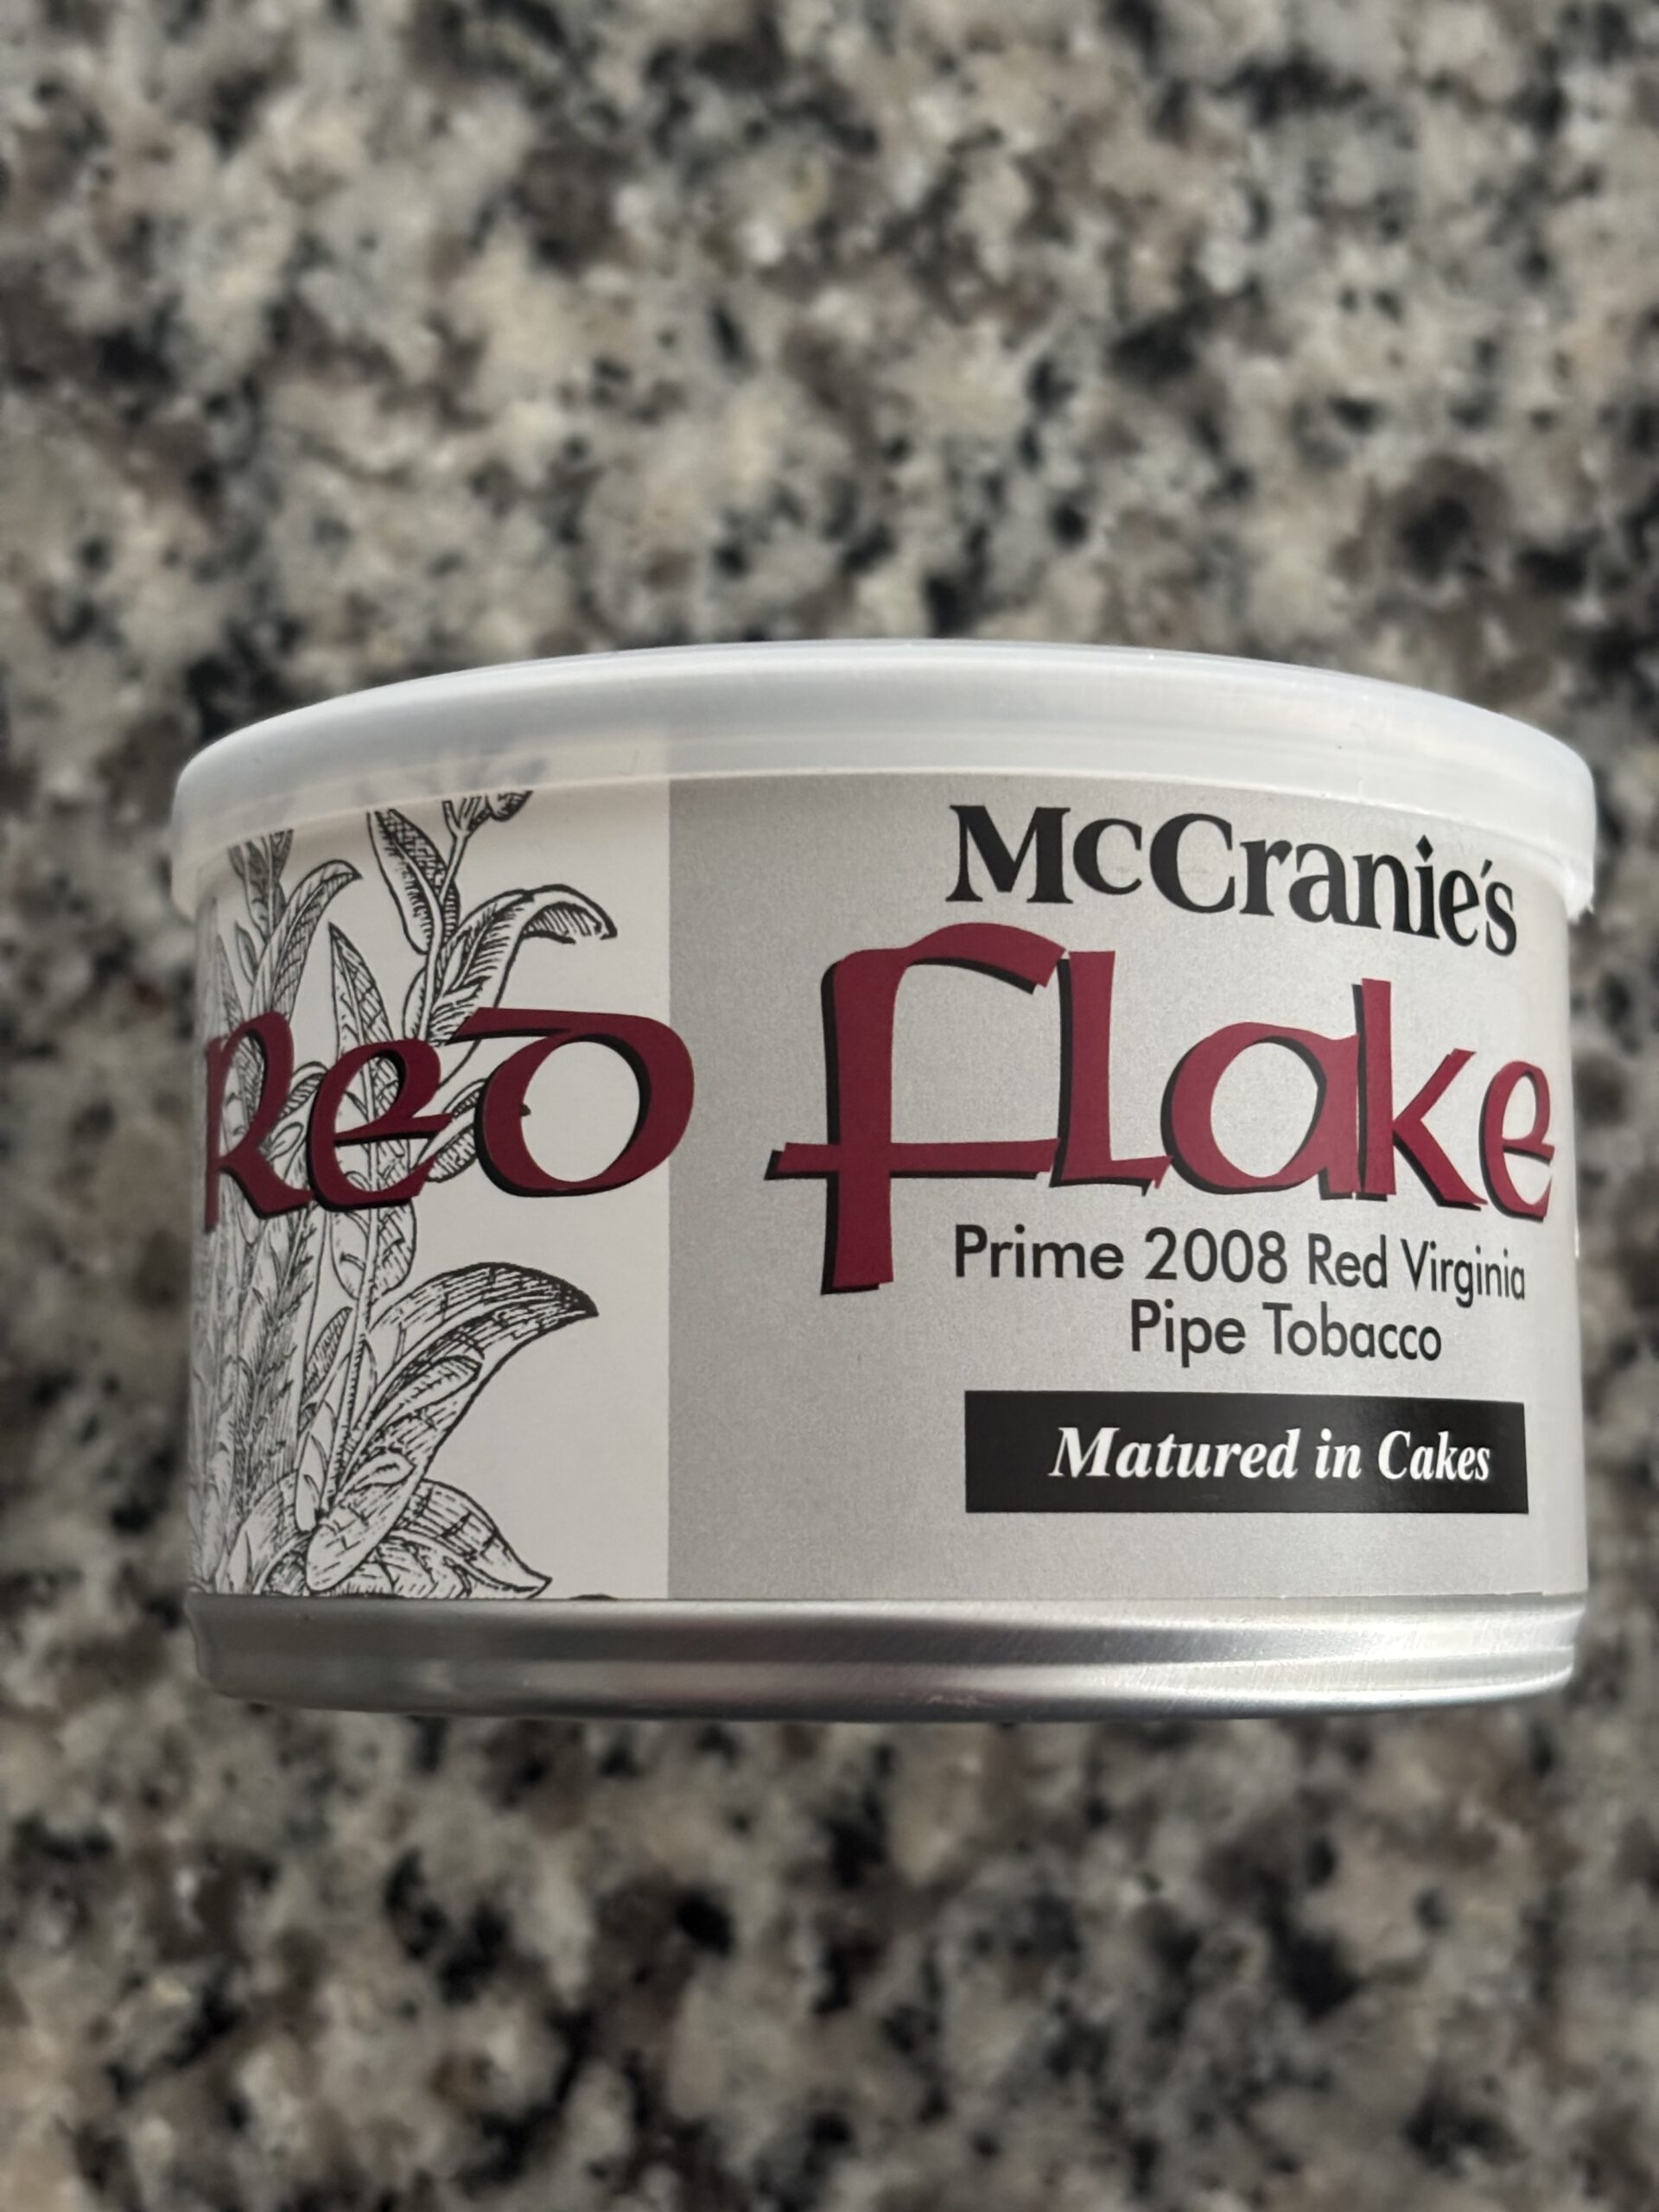 McCranie's
Red Flake
Prime 2008 Red Virginia
Pipe Tobacco
Matured in Cakes